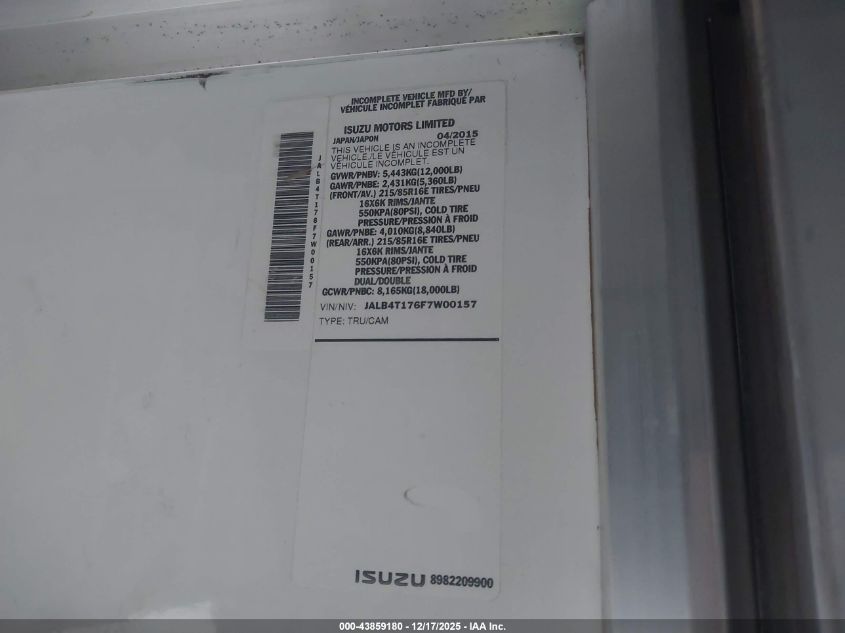 INCOMPLETE VEHICLE MFD BY/
VÉHICULE INCOMPLET FABRIQUÉ PAR
ISUZU MOTORS LIMITED
JAPAN/JAPON 04/2015
THIS VEHICLE IS AN INCOMPLETE
VEHICLE./LE VÉHICULE EST UN
VÉHICULE INCOMPLET.
GVWR/PNBV: 5,443KG(12,000LB)
GAWR/PNBE: 2,431KG(5,360LB)
(FRONT/AV.) 215/85R16E TIRES/PNEU
16X6K RIMS/JANTE
550KPA(80PSI), COLD TIRE
PRESSURE/PRESSION À FROID
GAWR/PNBE: 4,010KG(8,840LB)
(REAR/ARR.) 215/85R16E TIRES/PNEU
16X6K RIMS/JANTE
550KPA(80PSI), COLD TIRE
PRESSURE/PRESSION À FROID
DUAL/DOUBLE
GCWR/PNBC: 8,165KG(18,000LB)
VIN/NIV: JALB4T176F7W00157
TYPE: TRU/CAM
JALB4T176F7W00157
ISUZU 8982209900
000-43859180 - 12/17/2025 - IAA Inc.